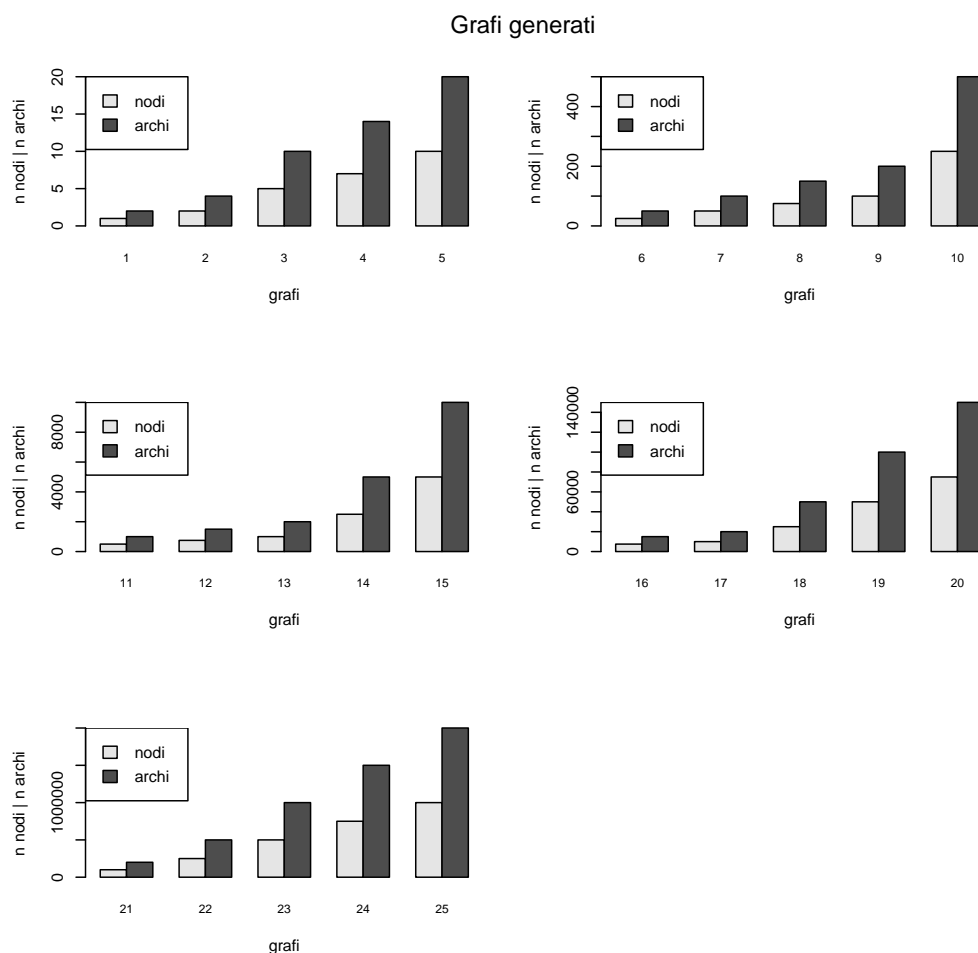 Grafi generati
n nodi | n archi
20
15
10
5
0
nodi
archi
1 2 3 4 5
grafi
n nodi | n archi
400
200
0
nodi
archi
6 7 8 9 10
grafi
n nodi | n archi
8000
4000
0
nodi
archi
11 12 13 14 15
grafi
n nodi | n archi
140000
60000
0
nodi
archi
16 17 18 19 20
grafi
n nodi | n archi
1000000
0
nodi
archi
21 22 23 24 25
grafi